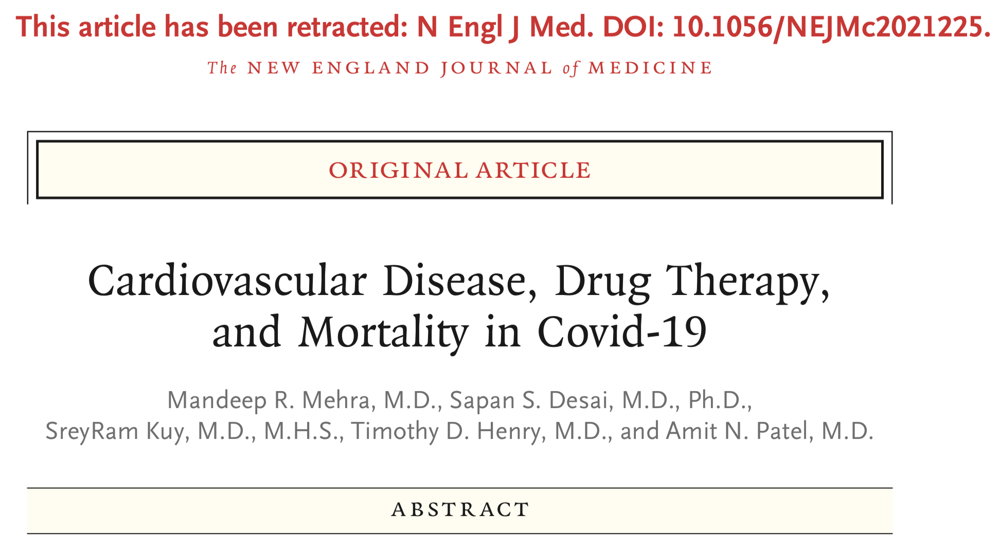 This article has been retracted: N Engl J Med. DOI: 10.1056/NEJMc2021225.
The NEW ENGLAND JOURNAL of MEDICINE
ORIGINAL ARTICLE
Cardiovascular Disease, Drug Therapy,
and Mortality in Covid-19
Mandeep R. Mehra, M.D., Sapan S. Desai, M.D., Ph.D.,
SreyRam Kuy, M.D., M.H.S., Timothy D. Henry, M.D., and Amit N. Patel, M.D.
ABSTRACT